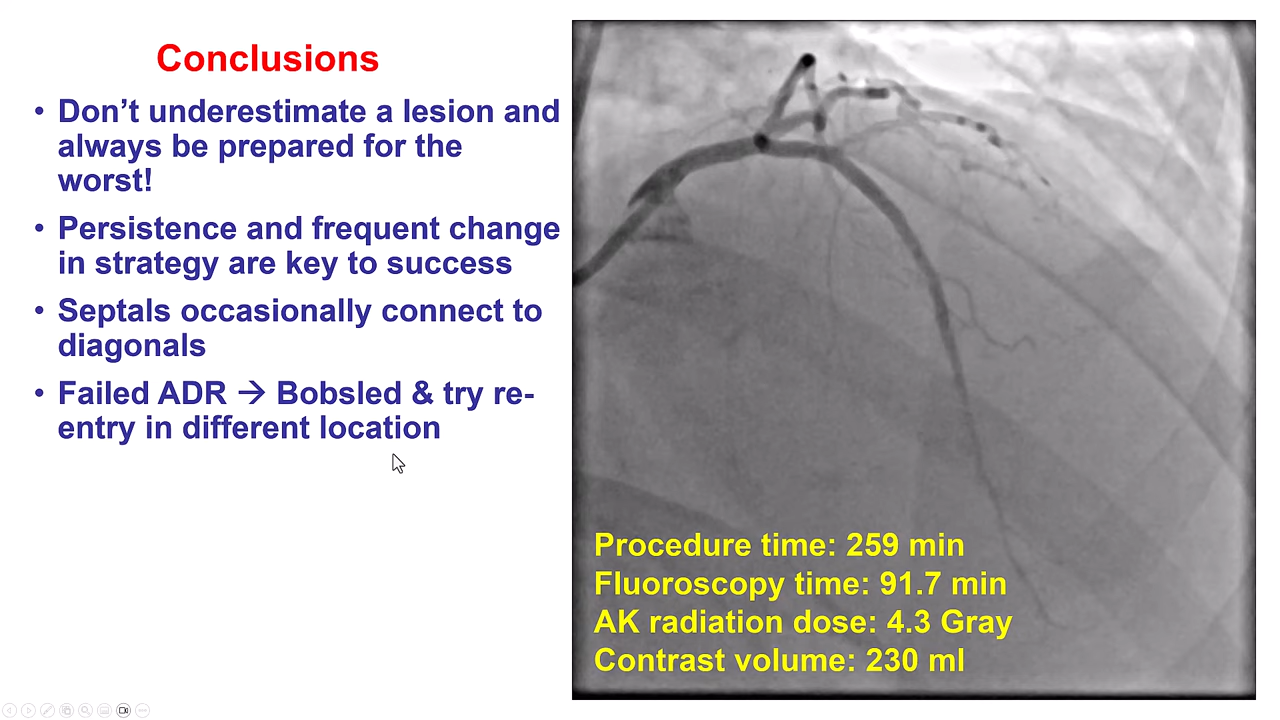 Conclusions
• Don’t underestimate a lesion and
always be prepared for the
worst!
• Persistence and frequent change
in strategy are key to success
• Septals occasionally connect to
diagonals
• Failed ADR → Bobsled & try re-
entry in different location
Procedure time: 259 min
Fluoroscopy time: 91.7 min
AK radiation dose: 4.3 Gray
Contrast volume: 230 ml